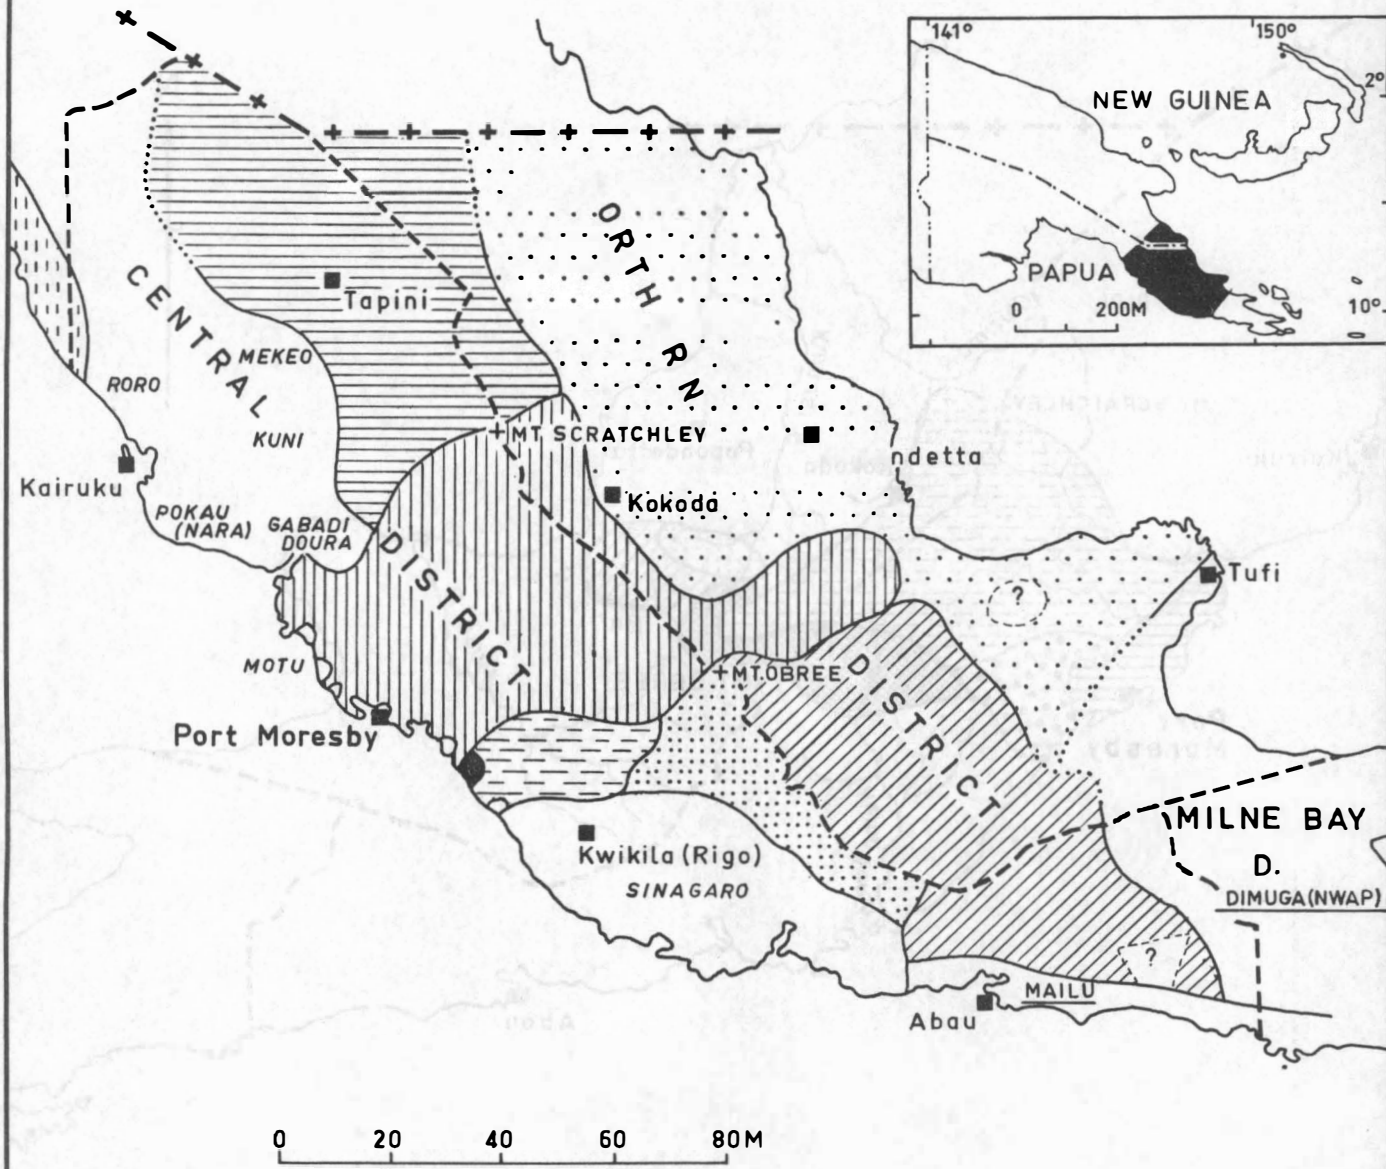 141°
150°
2°
NEW GUINEA
PAPUA
0 200M
10°
ORTH RN
CENTRAL
Tapini
MEKEO
RORO
KUNI
MT SCRATCHLEY
ndetta
Kairuku
Kokoda
POKAU
(NARA)
GABADI
DOURA
DISTRICT
?
Tufi
MOTU
MT.OBREE
DISTRICT
Port Moresby
MILNE BAY
D.
Kwikila (Rigo)
SINAGARO
DIMUGA(NWAP)
?
MAILU
Abau
0 20 40 60 80M